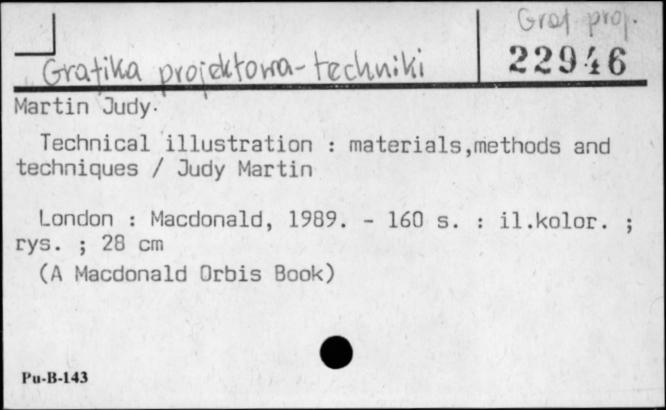 Graf. proj.
22946
Grafika projektowa - techniki
Martin Judy.
Technical illustration : materials,methods and
techniques / Judy Martin
London : Macdonald, 1989. - 160 s. : il.kolor. ;
rys. ; 28 cm
(A Macdonald Orbis Book)
Pu-B-143